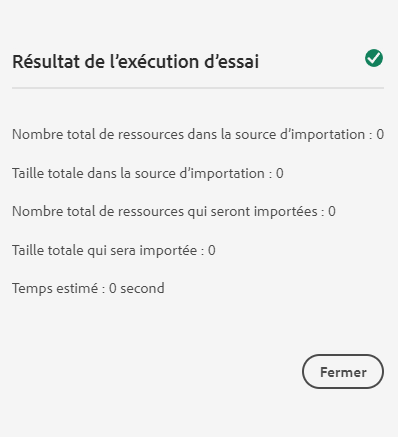 Résultat de l’exécution d’essai
Nombre total de ressources dans la source d’importation : 0
Taille totale dans la source d’importation : 0
Nombre total de ressources qui seront importées : 0
Taille totale qui sera importée : 0
Temps estimé : 0 second
Fermer